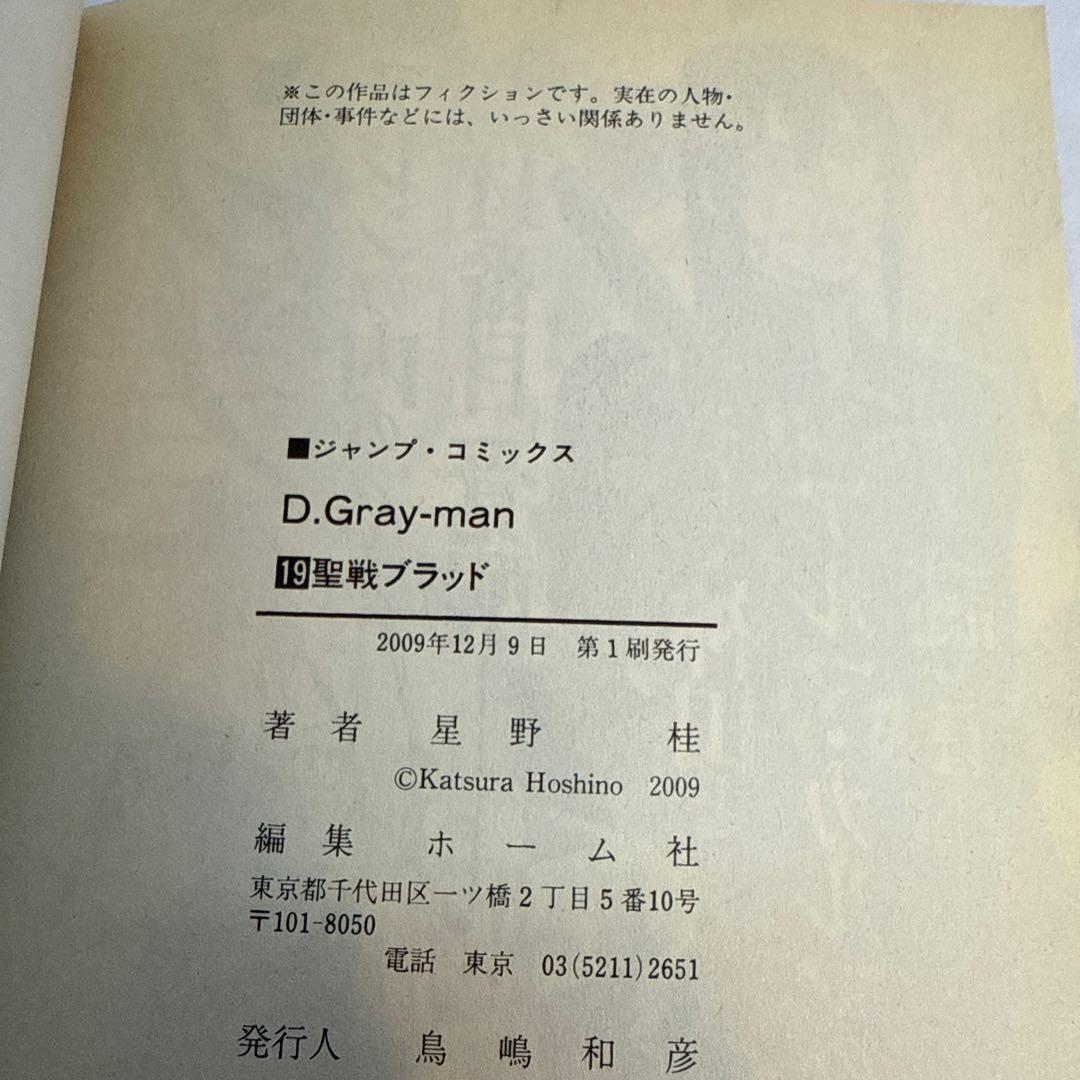 ※この作品はフィクションです。実在の人物・
団体・事件などには、いっさい関係ありません。
■ジャンプ・コミックス
D.Gray-man
19聖戦ブラッド
2009年12月9日 第1刷発行
著者 星野 桂
©Katsura Hoshino 2009
編集 ホーム社
東京都千代田区一ツ橋2丁目5番10号
〒101-8050
電話 東京 03(5211)2651
発行人 鳥嶋和彦